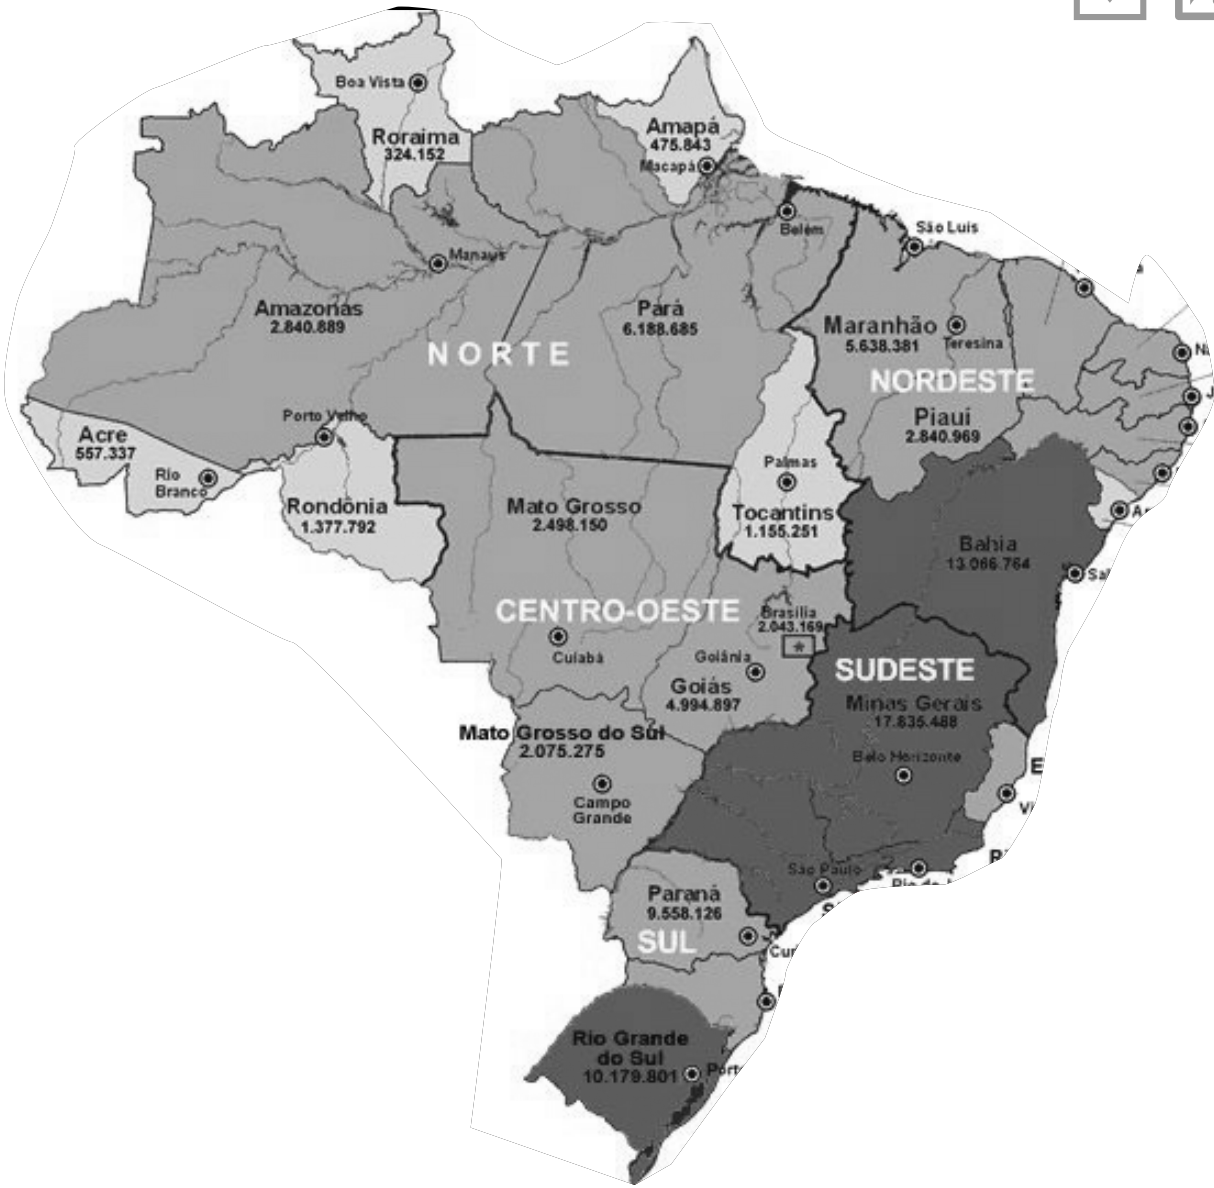 Boa Vista
Roraima
324.152
Amapá
475.843
Macapá
Belém
São Luis
Manaus
Amazonas
2.840.889
Pará
6.188.685
Maranhão
5.638.381
Teresina
NORTE
NORDESTE
Piauí
2.840.969
Porto Velho
Acre
557.337
Rio
Branco
Rondônia
1.377.792
Mato Grosso
2.498.150
Palmas
Tocantins
1.155.251
Bahia
13.066.764
CENTRO-OESTE
Brasília
2.043.169
Cuiabá
Goiânia
Goiás
4.994.897
SUDESTE
Minas Gerais
17.835.488
Belo Horizonte
Mato Grosso do Sul
2.075.275
Campo
Grande
São Paulo
Paraná
9.558.126
SUL
Rio Grande
do Sul
10.179.801